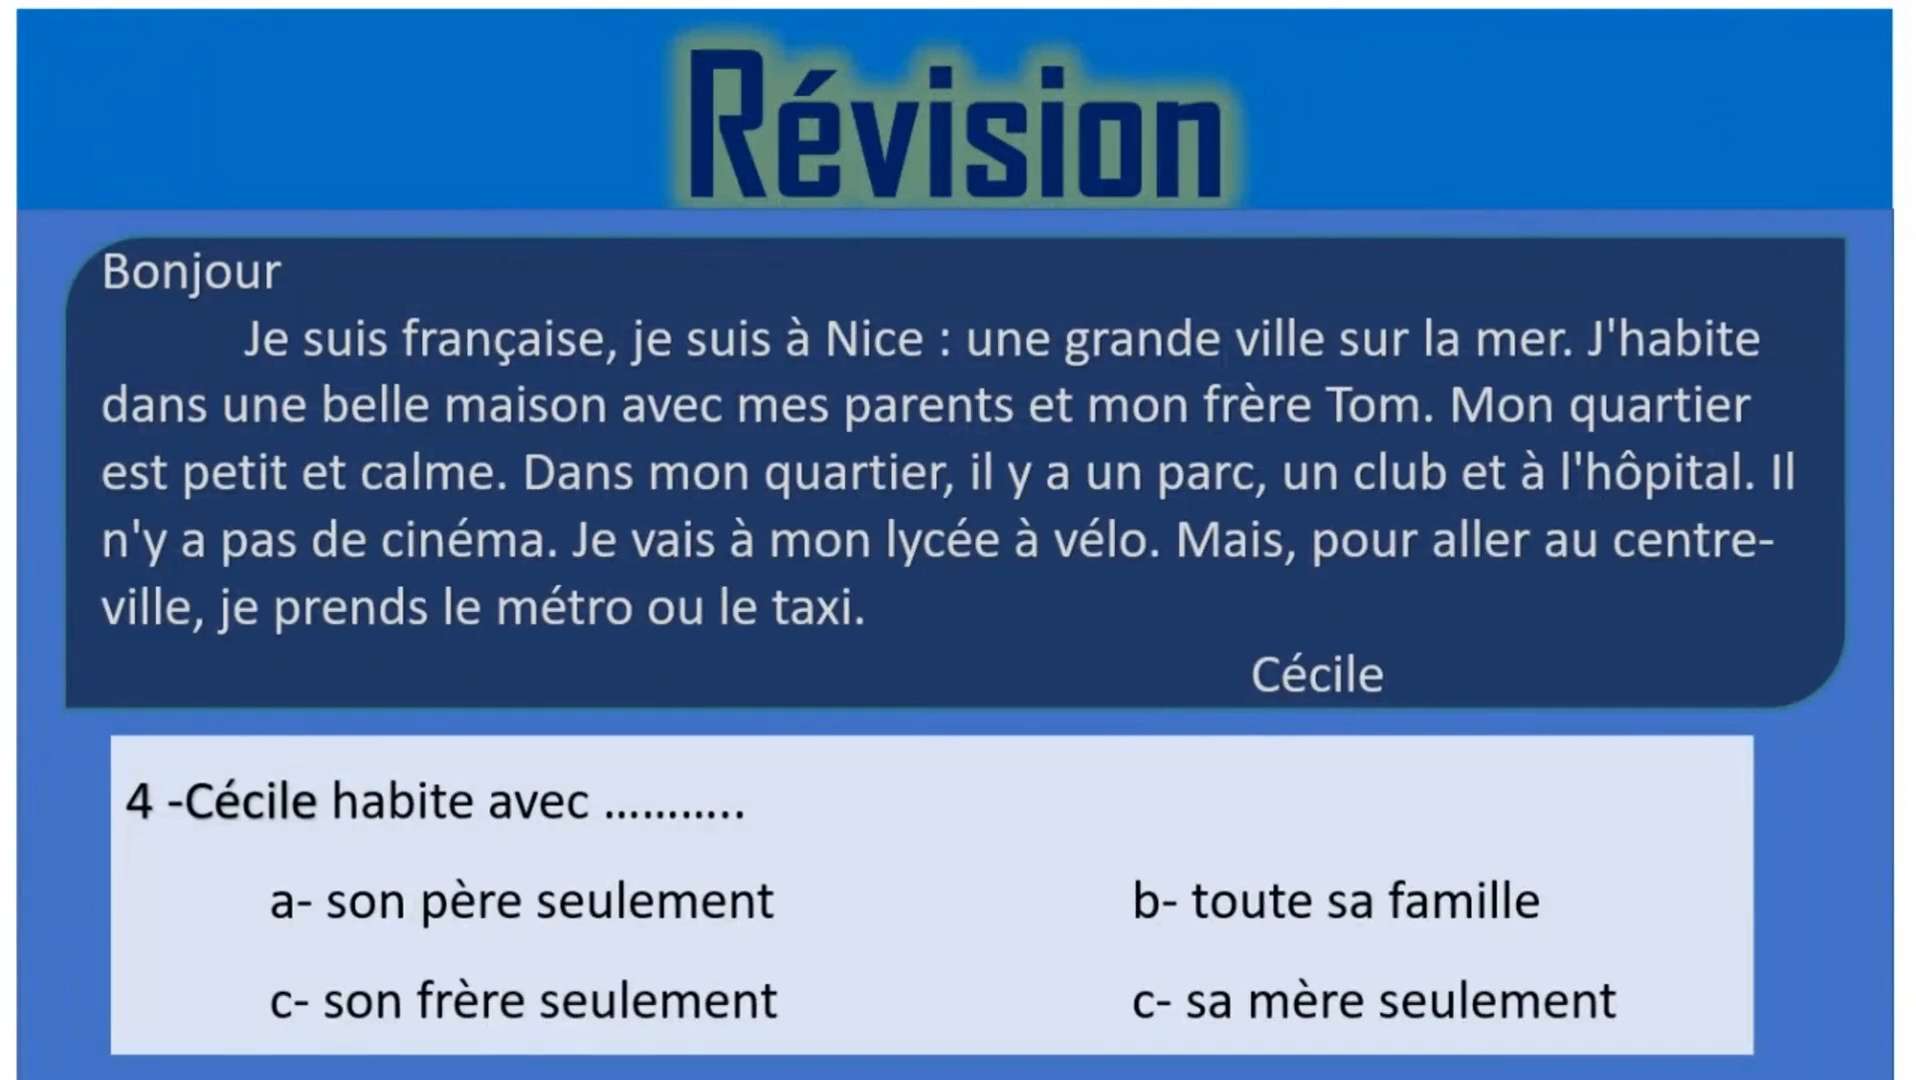 Révision
Bonjour
Je suis française, je suis à Nice : une grande ville sur la mer. J'habite
dans une belle maison avec mes parents et mon frère Tom. Mon quartier
est petit et calme. Dans mon quartier, il y a un parc, un club et à l'hôpital. Il
n'y a pas de cinéma. Je vais à mon lycée à vélo. Mais, pour aller au centre-
ville, je prends le métro ou le taxi.
Cécile
4 -Cécile habite avec ...........
a- son père seulement
b- toute sa famille
c- son frère seulement
c- sa mère seulement